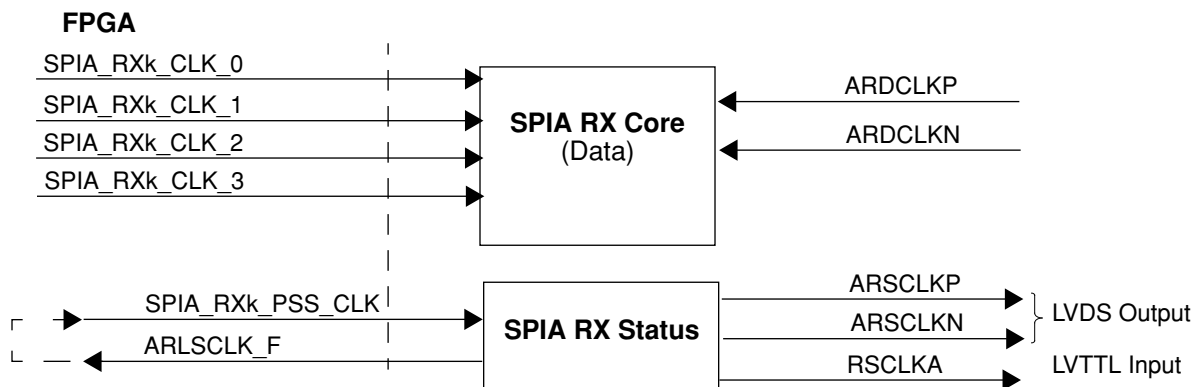 FPGA
SPIA_RXk_CLK_0
SPIA_RXk_CLK_1
SPIA_RXk_CLK_2
SPIA_RXk_CLK_3
SPIA RX Core
(Data)
ARDCLKP
ARDCLKN
SPIA_RXk_PSS_CLK
ARLSCLK_F
SPIA RX Status
ARSCLKP
ARSCLKN
LVDS Output
RSCLKA
LVTTL Input